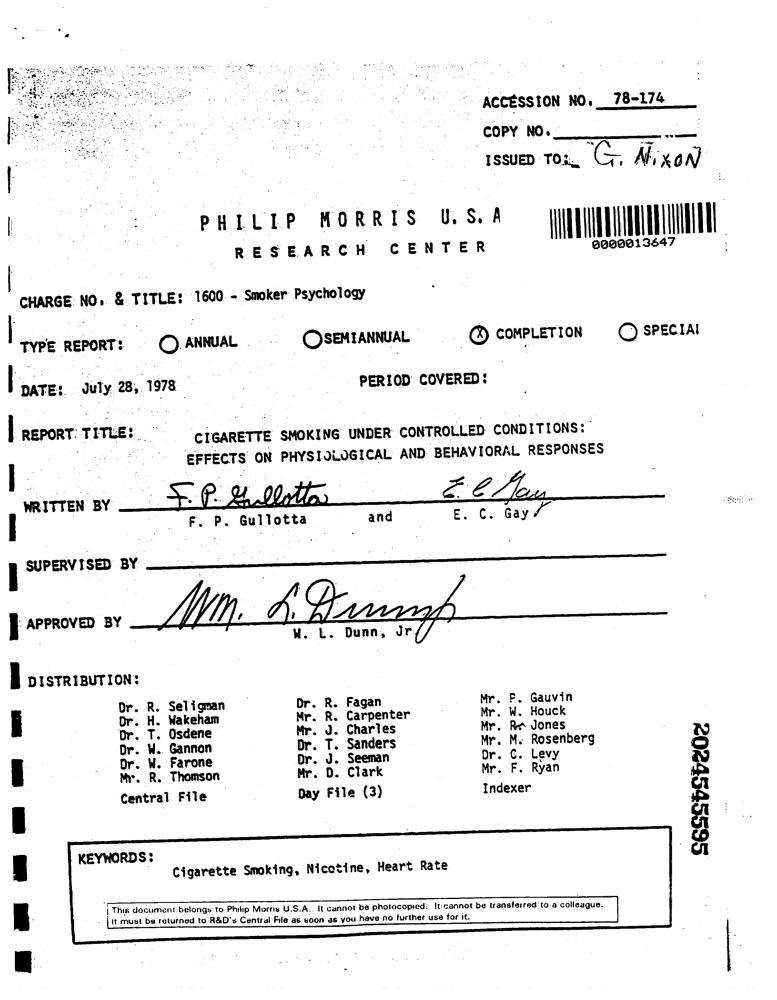 ACCESSION NO. 78-174
COPY NO.
ISSUED TO: G. NIXON
PHILIP MORRIS U.S.A
RESEARCH CENTER
0000013647
CHARGE NO. & TITLE: 1600 - Smoker Psychology
TYPE REPORT: ANNUAL SEMIANNUAL (X) COMPLETION SPECIAL
DATE: July 28, 1978 PERIOD COVERED:
REPORT TITLE: CIGARETTE SMOKING UNDER CONTROLLED CONDITIONS:
EFFECTS ON PHYSIOLOGICAL AND BEHAVIORAL RESPONSES
WRITTEN BY F. P. Gullotta E. C. Gay
F. P. Gullotta and E. C. Gay
SUPERVISED BY
APPROVED BY Wm. L. Dunn, Jr
W. L. Dunn, Jr
DISTRIBUTION:
Dr. R. Seligman Dr. R. Fagan Mr. P. Gauvin
Dr. H. Wakeham Mr. R. Carpenter Mr. W. Houck
Dr. T. Osdene Mr. J. Charles Mr. R. Jones
Dr. W. Gannon Dr. T. Sanders Mr. M. Rosenberg
Dr. W. Farone Dr. J. Seeman Dr. C. Levy
Mr. R. Thomson Mr. D. Clark Mr. F. Ryan
Central File Day File (3) Indexer
2024545595
KEYWORDS:
Cigarette Smoking, Nicotine, Heart Rate
This document belongs to Philip Morris U.S.A. It cannot be photocopied. It cannot be transferred to a colleague.
It must be returned to R&D's Central File as soon as you have no further use for it.